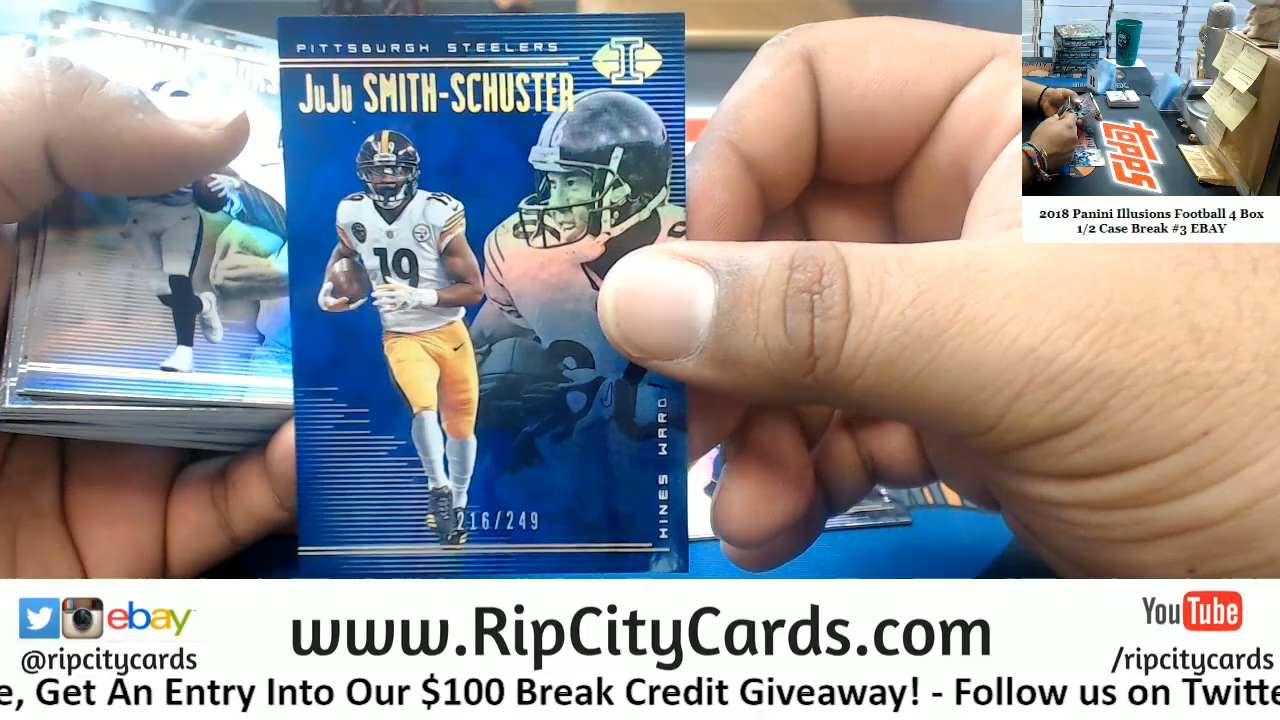 PITTSBURGH STEELERS
JuJu SMITH-SCHUSTER
19
19
HINES WARD
216/249
topps
2018 Panini Illusions Football 4 Box
1/2 Case Break #3 EBAY
ebay
@ripcitycards
www.RipCityCards.com
YouTube
/ripcitycards
e, Get An Entry Into Our $100 Break Credit Giveaway! - Follow us on Twitte